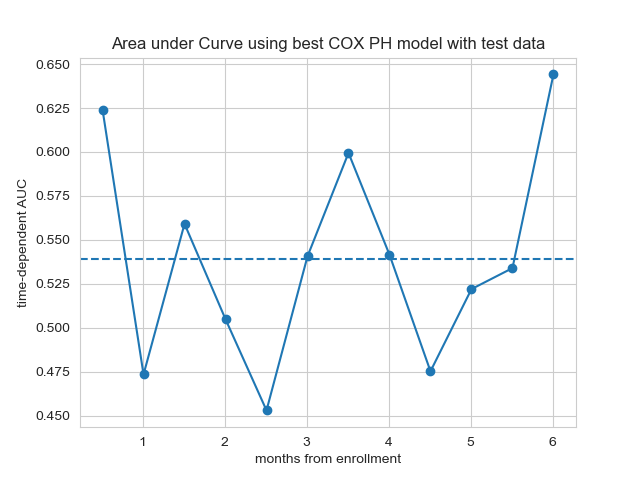 Area under Curve using best COX PH model with test data
time-dependent AUC
0.650
0.625
0.600
0.575
0.550
0.525
0.500
0.475
0.450
1 2 3 4 5 6
months from enrollment